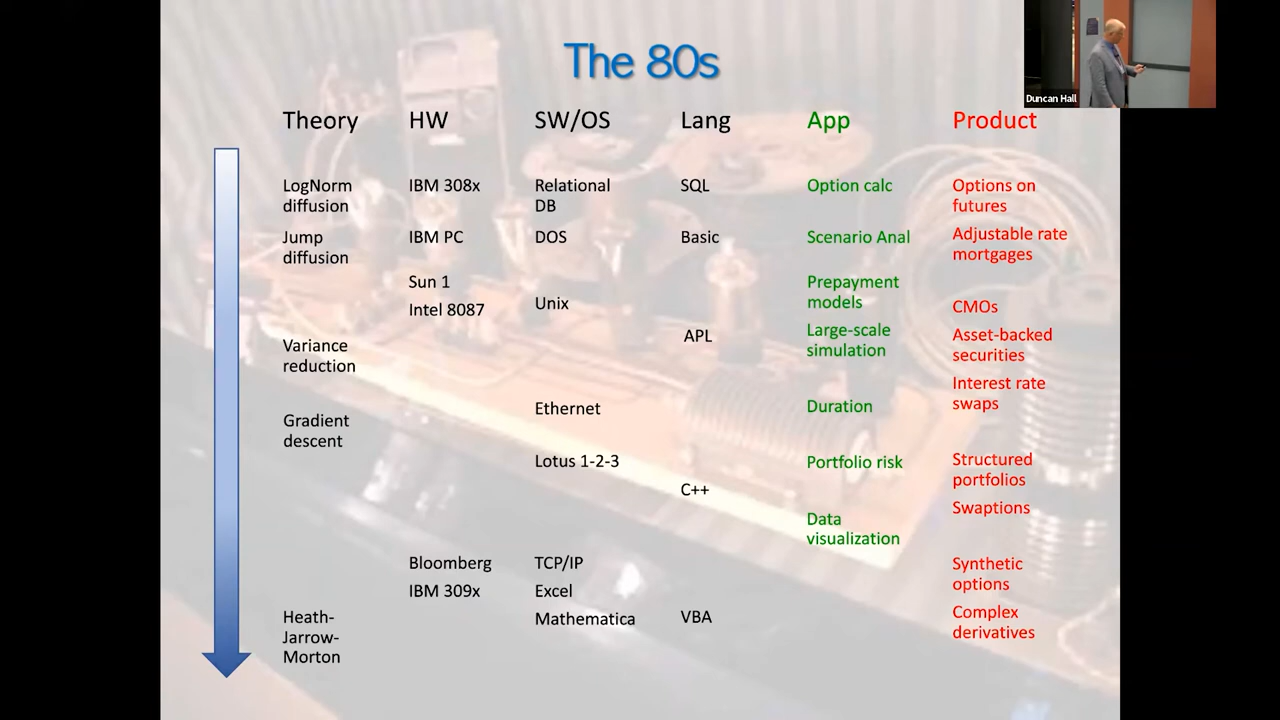 The 80s
Duncan Hall
Theory HW SW/OS Lang App Product
LogNorm
diffusion
IBM 308x
Relational
DB
SQL
Option calc
Options on
futures
Jump
diffusion
IBM PC
DOS
Basic
Scenario Anal
Adjustable rate
mortgages
Sun 1
Intel 8087
Unix
Prepayment
models
CMOs
Variance
reduction
APL
Large-scale
simulation
Asset-backed
securities
Interest rate
swaps
Gradient
descent
Ethernet
Duration
Lotus 1-2-3
Portfolio risk
Structured
portfolios
C++
Swaptions
Data
visualization
Bloomberg
TCP/IP
Synthetic
options
IBM 309x
Excel
Heath-
Jarrow-
Morton
Mathematica
VBA
Complex
derivatives